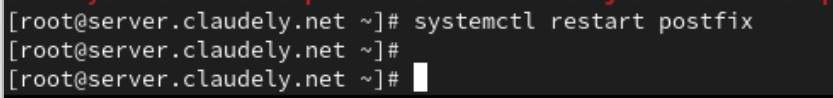 [root@server.claudely.net ~]# systemctl restart postfix
[root@server.claudely.net ~]#
[root@server.claudely.net ~]#